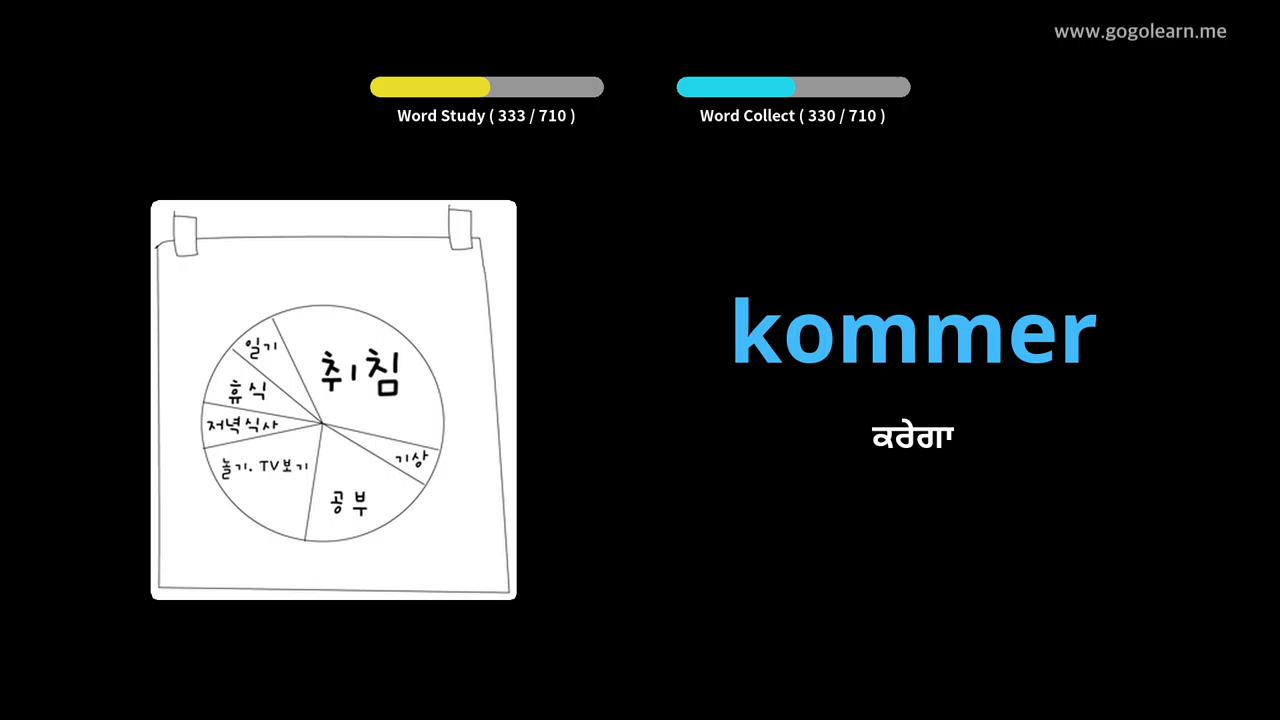 www.gogolearn.me
Word Study ( 333 / 710 )
Word Collect ( 330 / 710 )
일기
취침
휴식
저녁식사
기상
놀기. TV보기
공부
kommer
ਕਰੇਗਾ